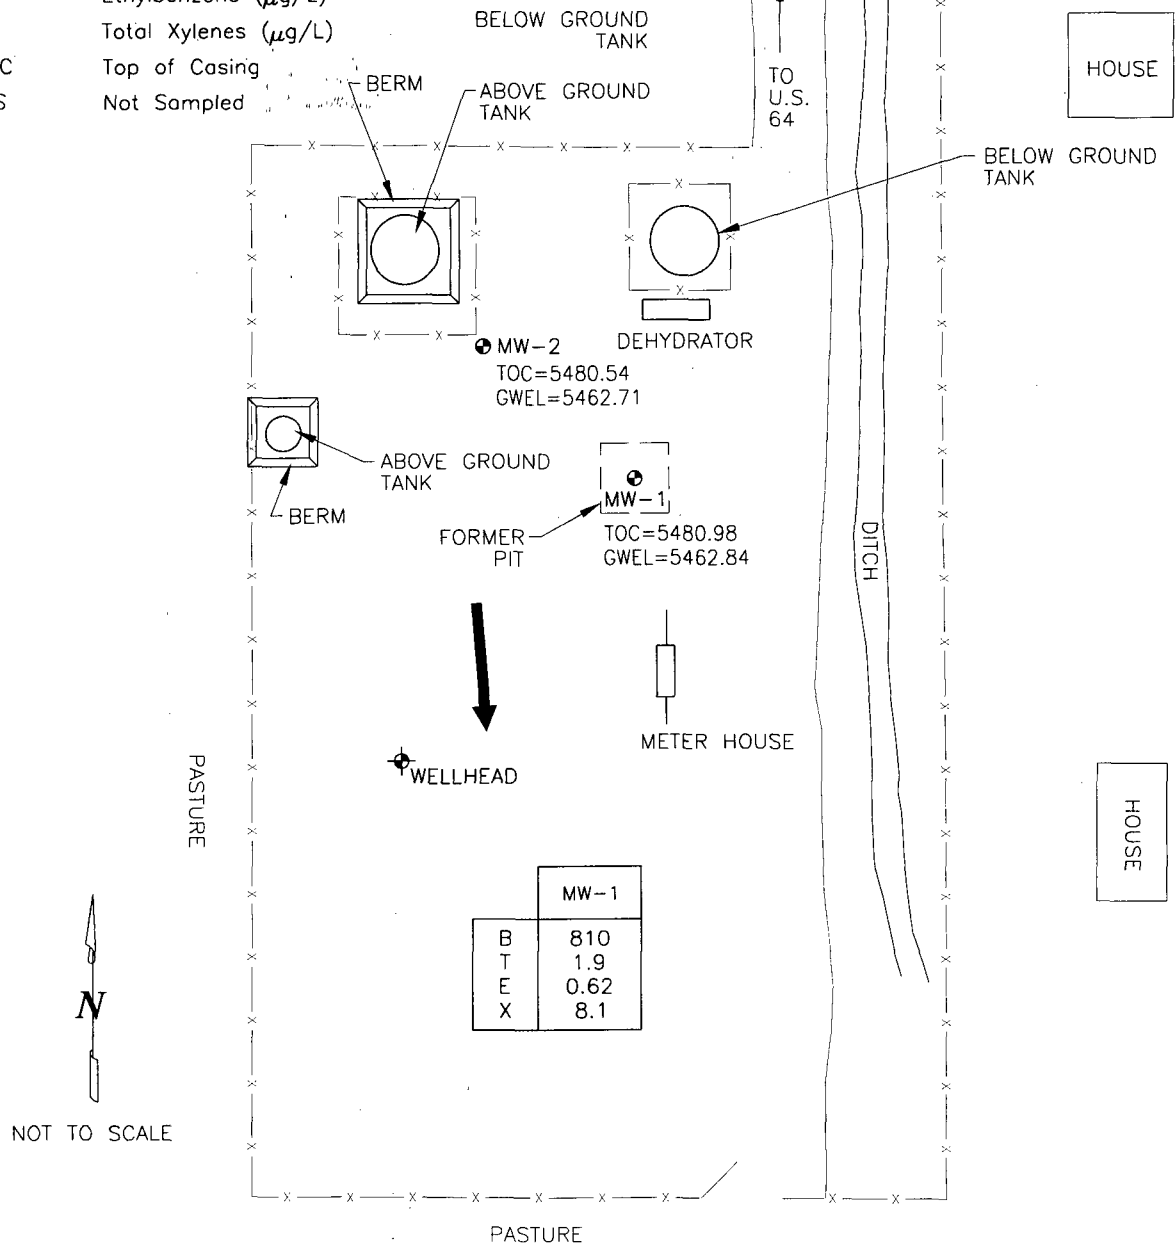 Total Xylenes (μg/L)
Top of Casing
Not Sampled
BELOW GROUND
TANK
BERM
ABOVE GROUND
TANK
TO
U.S.
64
HOUSE
BELOW GROUND
TANK
DEHYDRATOR
MW-2
TOC=5480.54
GWEL=5462.71
ABOVE GROUND
TANK
BERM
MW-1
FORMER
PIT
TOC=5480.98
GWEL=5462.84
DITCH
METER HOUSE
WELLHEAD
PASTURE
HOUSE
MW-1
B 810
T 1.9
E 0.62
X 8.1
N
NOT TO SCALE
PASTURE